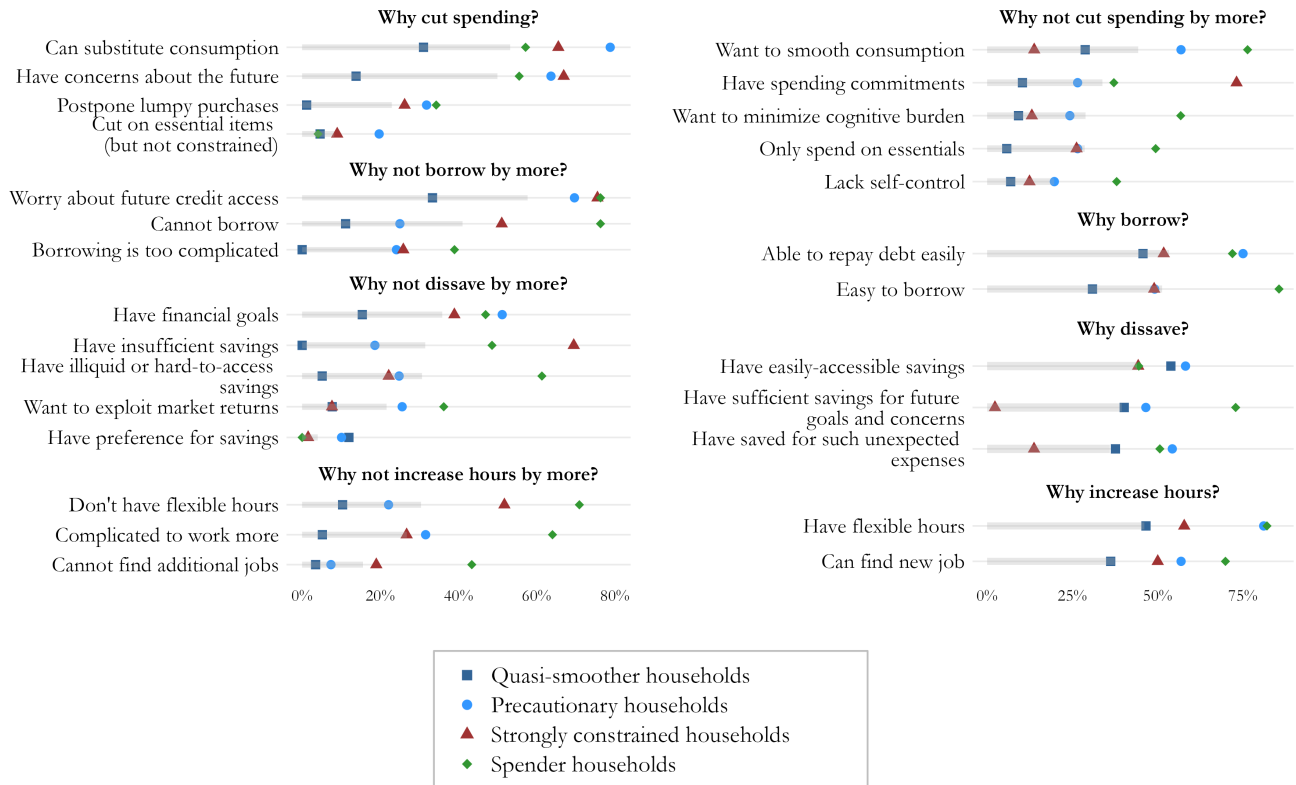 Why cut spending?
Can substitute consumption
Have concerns about the future
Postpone lumpy purchases
Cut on essential items
(but not constrained)
Why not borrow by more?
Worry about future credit access
Cannot borrow
Borrowing is too complicated
Why not dissave by more?
Have financial goals
Have insufficient savings
Have illiquid or hard-to-access
savings
Want to exploit market returns
Have preference for savings
Why not increase hours by more?
Don't have flexible hours
Complicated to work more
Cannot find additional jobs
0% 20% 40% 60% 80%
Why not cut spending by more?
Want to smooth consumption
Have spending commitments
Want to minimize cognitive burden
Only spend on essentials
Lack self-control
Why borrow?
Able to repay debt easily
Easy to borrow
Why dissave?
Have easily-accessible savings
Have sufficient savings for future
goals and concerns
Have saved for such unexpected
expenses
Why increase hours?
Have flexible hours
Can find new job
0% 25% 50% 75%
Quasi-smoother households
Precautionary households
Strongly constrained households
Spender households